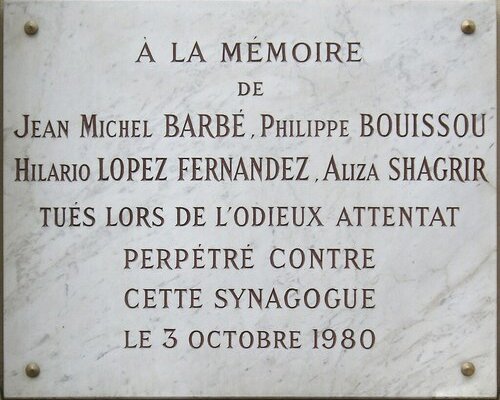 À LA MÉMOIRE
DE
JEAN MICHEL BARBÉ, PHILIPPE BOUISSOU
HILARIO LOPEZ FERNANDEZ, ALIZA SHAGRIR
TUÉS LORS DE L'ODIEUX ATTENTAT
PERPÉTRÉ CONTRE
CETTE SYNAGOGUE
LE 3 OCTOBRE 1980